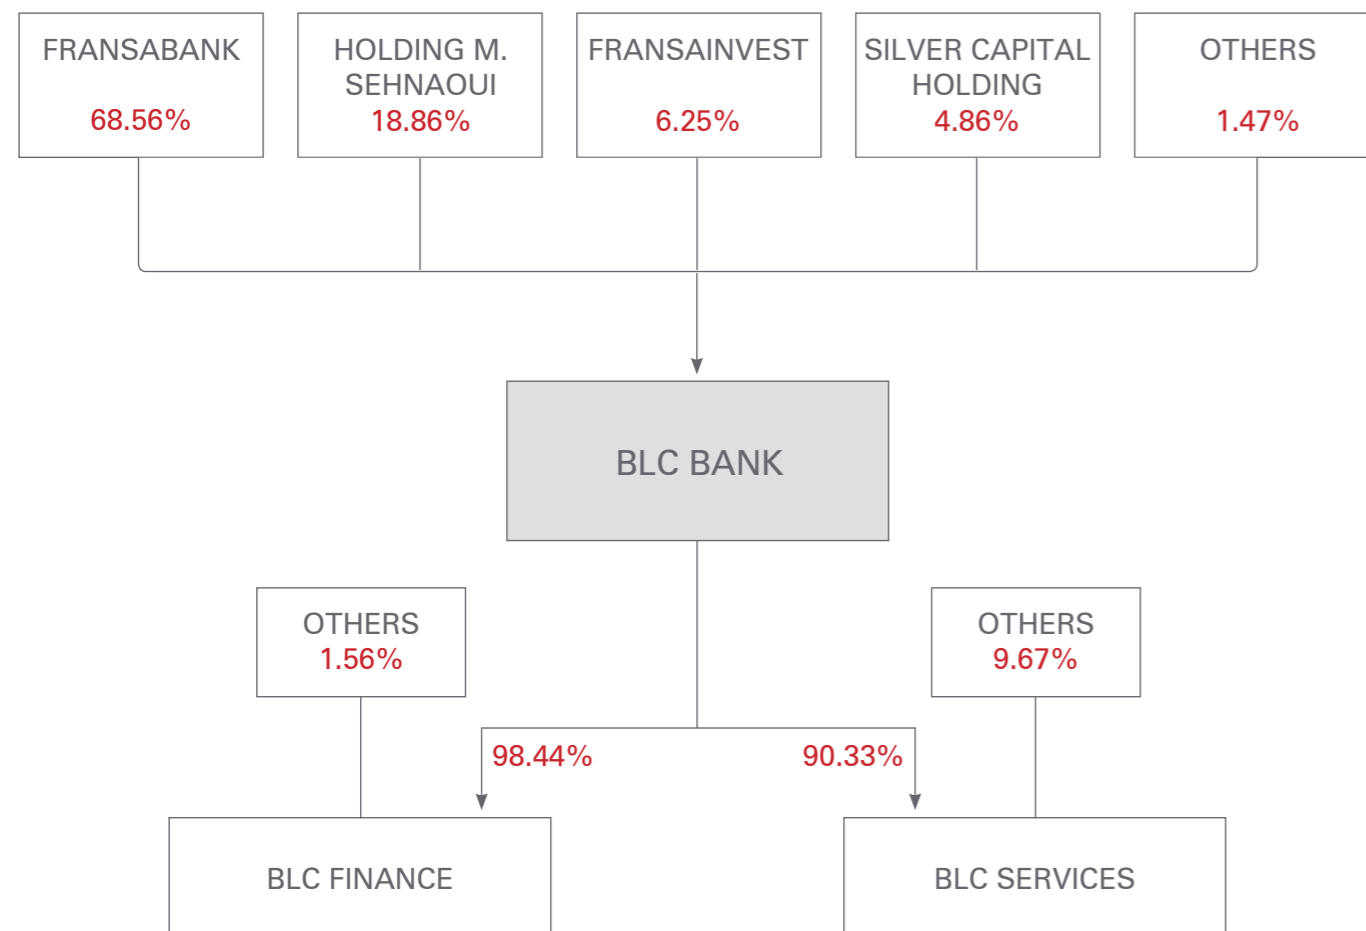 FRANSABANK
68.56%
HOLDING M.
SEHNAOUI
18.86%
FRANSAINVEST
6.25%
SILVER CAPITAL
HOLDING
4.86%
OTHERS
1.47%
BLC BANK
OTHERS
1.56%
OTHERS
9.67%
98.44%
90.33%
BLC FINANCE
BLC SERVICES